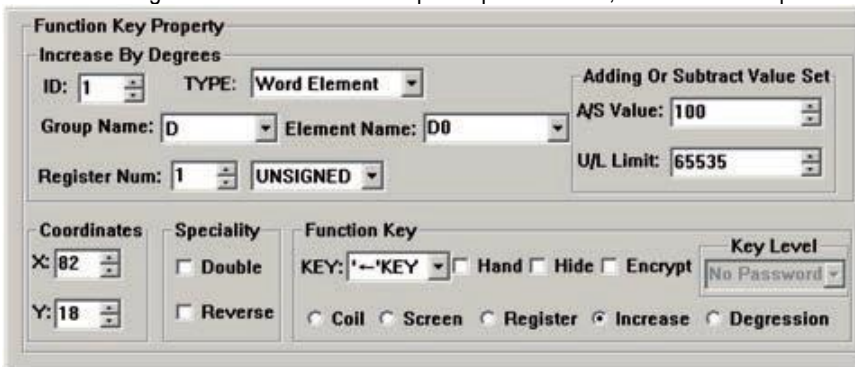 Function Key Property
Increase By Degrees
ID: 1 TYPE: Word Element
Adding Or Subtract Value Set
Group Name: D Element Name: D0
A/S Value: 100
Register Num: 1 UNSIGNED
U/L Limit: 65535
Coordinates
X: 82
Y: 18
Speciality
Double
Reverse
Function Key
KEY: '←'KEY Hand Hide Encrypt
Key Level
No Password
Coil Screen Register Increase Degression